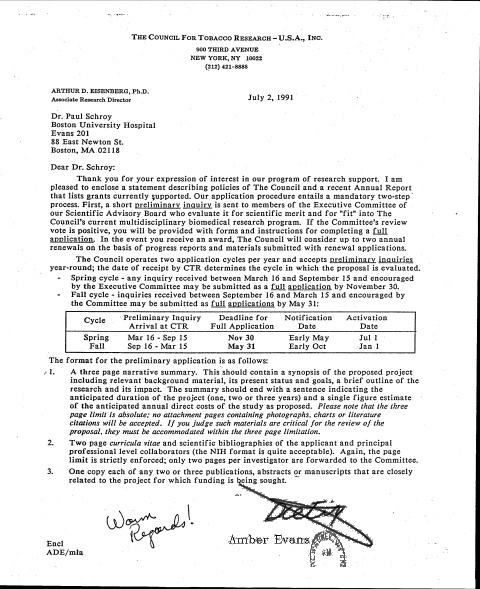 THE COUNCIL FOR TOBACCO RESEARCH – U.S.A., INC.
900 THIRD AVENUE
NEW YORK, NY 10022
(212) 421-8885
ARTHUR D. EISENBERG, Ph.D.
Associate Research Director
July 2, 1991
Dr. Paul Schroy
Boston University Hospital
Evans 201
88 East Newton St.
Boston, MA 02118
Dear Dr. Schroy:
Thank you for your expression of interest in our program of research support. I am
pleased to enclose a statement describing policies of The Council and a recent Annual Report
that lists grants currently supported. Our application procedure entails a mandatory two-step
process. First, a short preliminary inquiry is sent to members of the Executive Committee of
our Scientific Advisory Board who evaluate it for scientific merit and for "fit" into The
Council's current multidisciplinary biomedical research program. If the Committee's review
vote is positive, you will be provided with forms and instructions for completing a full
application. In the event you receive an award, The Council will consider up to two annual
renewals on the basis of progress reports and materials submitted with renewal applications.
The Council operates two application cycles per year and accepts preliminary inquiries
year-round; the date of receipt by CTR determines the cycle in which the proposal is evaluated.
- Spring cycle - any inquiry received between March 16 and September 15 and encouraged
by the Executive Committee may be submitted as a full application by November 30.
- Fall cycle - inquiries received between September 16 and March 15 and encouraged by
the Committee may be submitted as full applications by May 31:
Cycle Preliminary Inquiry Arrival at CTR Deadline for Full Application Notification Date Activation Date
Spring Mar 16 - Sep 15 Nov 30 Early May Jul 1
Fall Sep 16 - Mar 15 May 31 Early Oct Jan 1
The format for the preliminary application is as follows:
1. A three page narrative summary. This should contain a synopsis of the proposed project
including relevant background material, its present status and goals, a brief outline of the
research and its impact. The summary should end with a sentence indicating the
anticipated duration of the project (one, two or three years) and a single figure estimate
of the anticipated annual direct costs of the study as proposed. Please note that the three
page limit is absolute; no attachment pages containing photographs, charts or literature
citations will be accepted. If you judge such materials are critical for the review of the
proposal, they must be accommodated within the three page limitation.
2. Two page curricula vitae and scientific bibliographies of the applicant and principal
professional level collaborators (the NIH format is quite acceptable). Again, the page
limit is strictly enforced; only two pages per investigator are forwarded to the Committee.
3. One copy each of any two or three publications, abstracts or manuscripts that are closely
related to the project for which funding is being sought.
Warm
Regards!
Amber Evans
Encl
ADE/mla